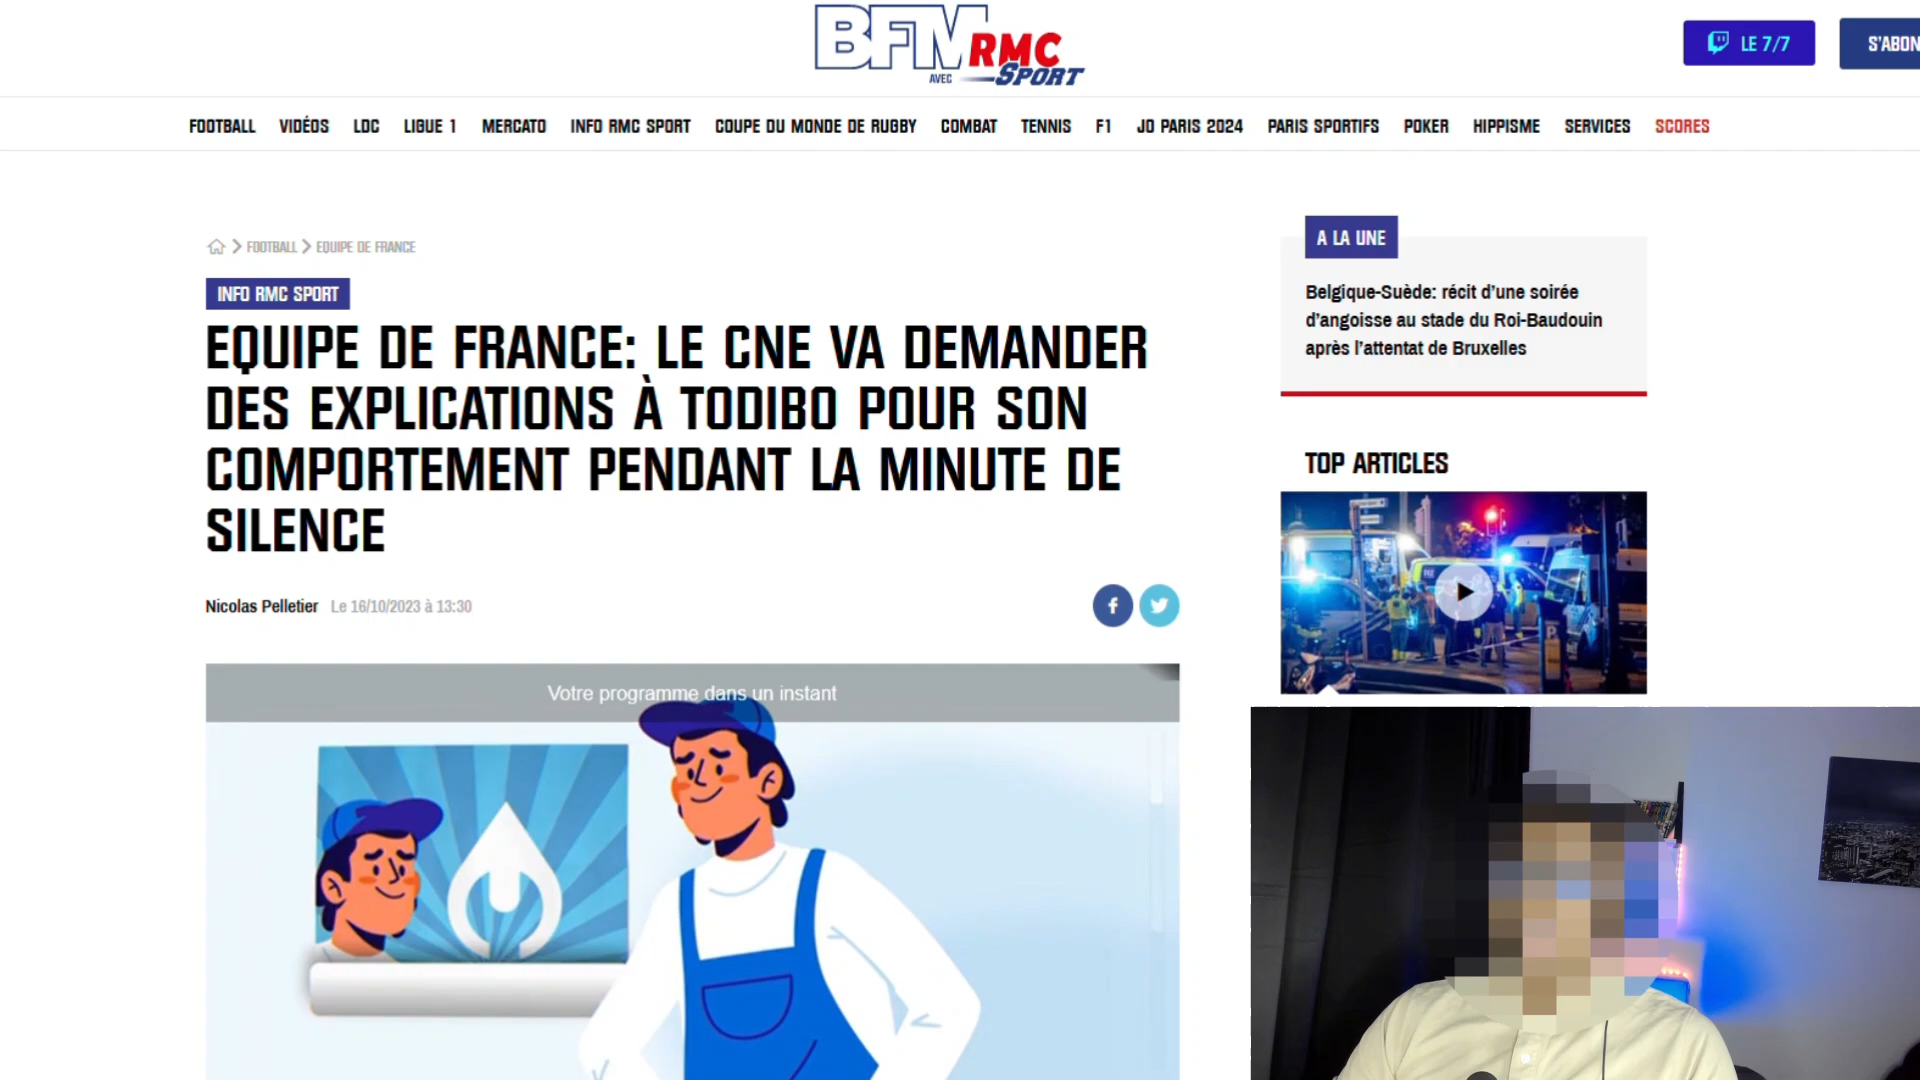 BFM
AVEC
RMC
SPORT
LE 7/7
S'ABON
FOOTBALL VIDÉOS LDC LIGUE 1 MERCATO INFO RMC SPORT COUPE DU MONDE DE RUGBY COMBAT TENNIS F1 JO PARIS 2024 PARIS SPORTIFS POKER HIPPISME SERVICES SCORES
FOOTBALL EQUIPE DE FRANCE
INFO RMC SPORT
EQUIPE DE FRANCE: LE CNE VA DEMANDER
DES EXPLICATIONS À TODIBO POUR SON
COMPORTEMENT PENDANT LA MINUTE DE
SILENCE
Nicolas Pelletier Le 16/10/2023 à 13:30
Votre programme dans un instant
A LA UNE
Belgique-Suède: récit d'une soirée
d'angoisse au stade du Roi-Baudouin
après l'attentat de Bruxelles
TOP ARTICLES